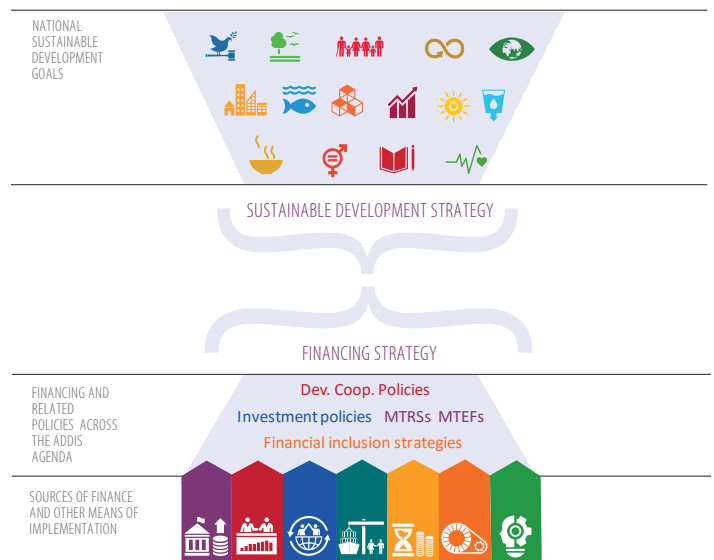 NATIONAL
SUSTAINABLE
DEVELOPMENT
GOALS
SUSTAINABLE DEVELOPMENT STRATEGY
FINANCING STRATEGY
FINANCING AND
RELATED
POLICIES ACROSS
THE ADDIS
AGENDA
Dev. Coop. Policies
Investment policies MTRSs MTEFs
Financial inclusion strategies
SOURCES OF FINANCE
AND OTHER MEANS OF
IMPLEMENTATION